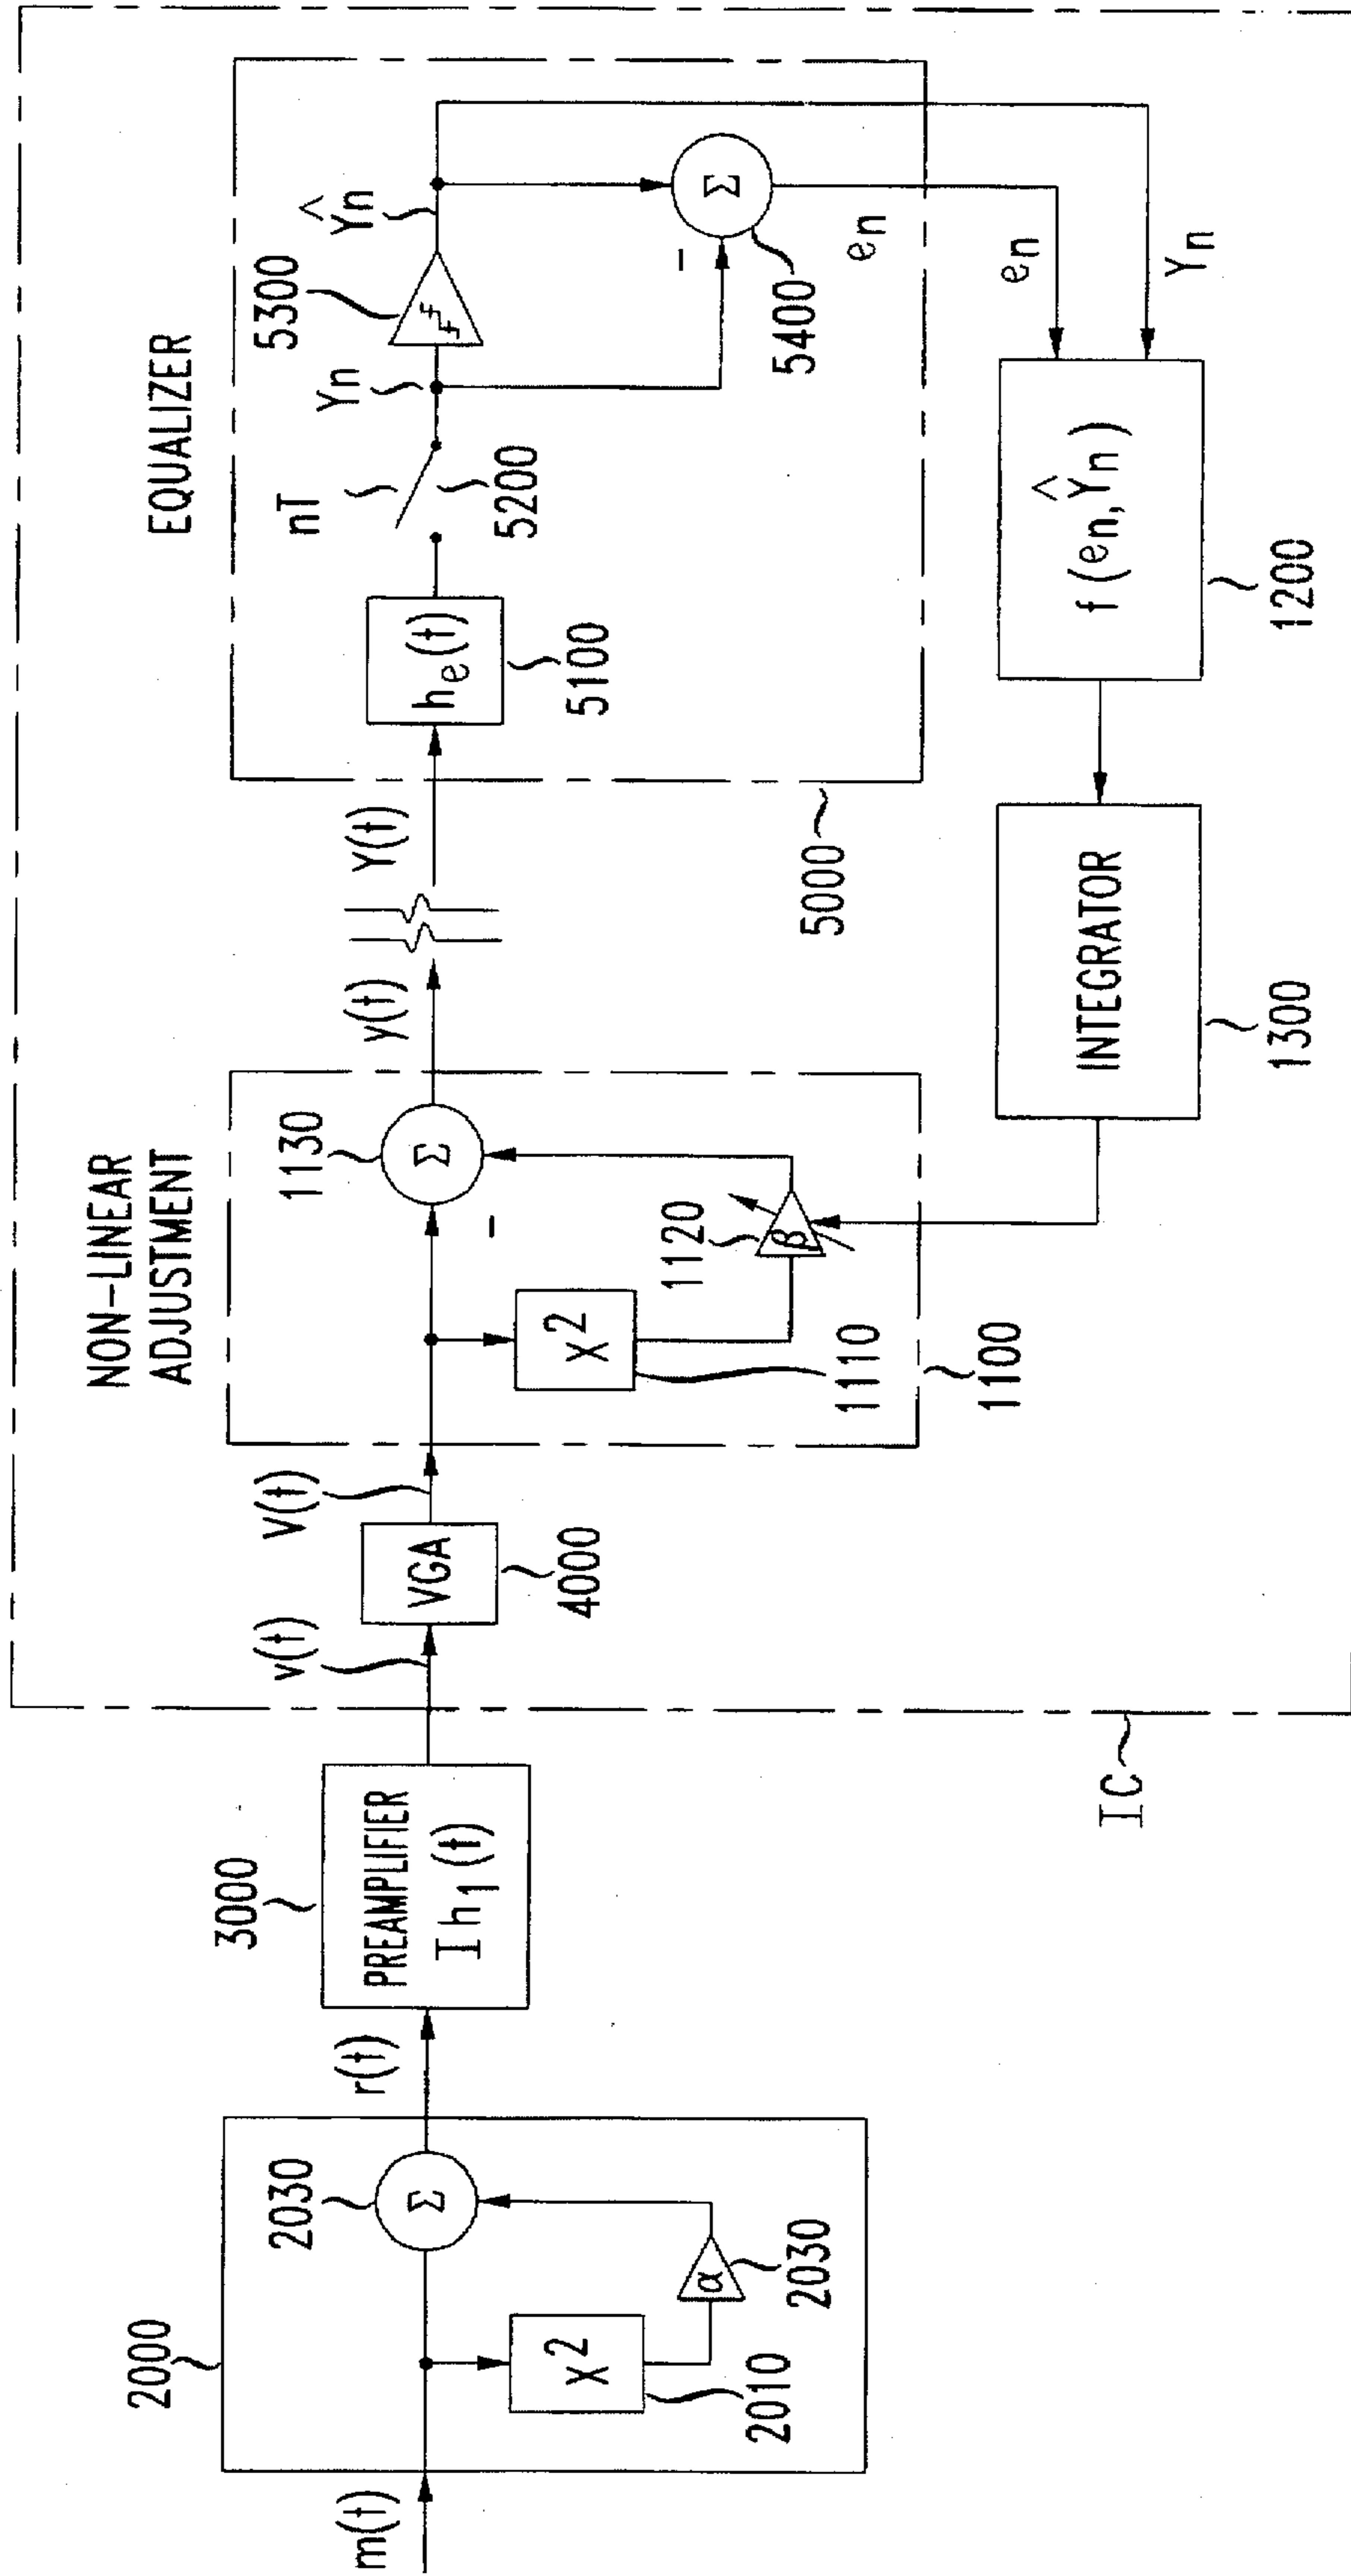 m(t)
2000
2030
Σ
X²
2010
α
2030
r(t)
3000
PREAMPLIFIER
I h₁(t)
IC
v(t)
VGA
4000
V(t)
NON-LINEAR
ADJUSTMENT
1130
Σ
−
X²
1110
1120
β
1100
y(t)
Y(t)
EQUALIZER
hₑ(t)
5100
nT
5200
Yn
5300
Ŷn
−
Σ
5400
en
5000
en
Yn
f(en,Ŷn)
1200
INTEGRATOR
1300